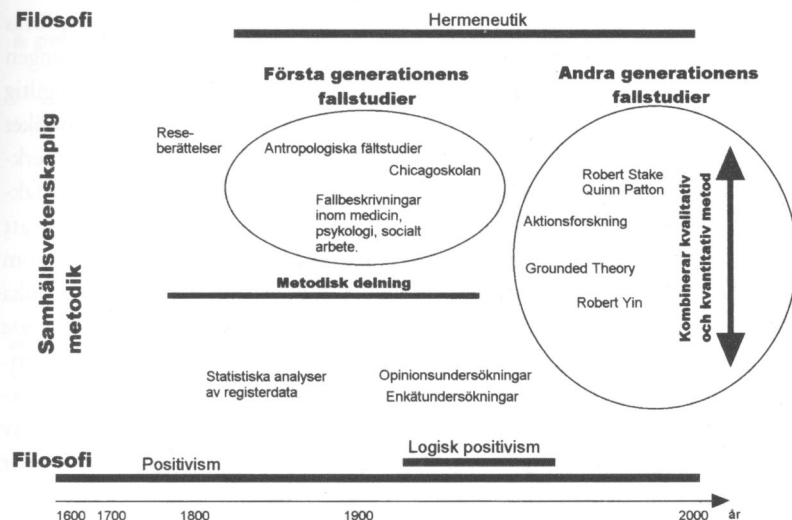 Filosofi
Hermeneutik
Första generationens
fallstudier
Andra generationens
fallstudier
Rese-
berättelser
Antropologiska fältstudier
Chicagoskolan
Fallbeskrivningar
inom medicin,
psykologi, socialt
arbete.
Robert Stake
Quinn Patton
Aktionsforskning
Grounded Theory
Robert Yin
Kombinerar kvalitativ
och kvantitativ metod
Samhällsvetenskaplig
metodik
Metodisk delning
Statistiska analyser
av registerdata
Opinionsundersökningar
Enkätundersökningar
Filosofi
Positivism
Logisk positivism
1600 1700 1800 1900 2000 år